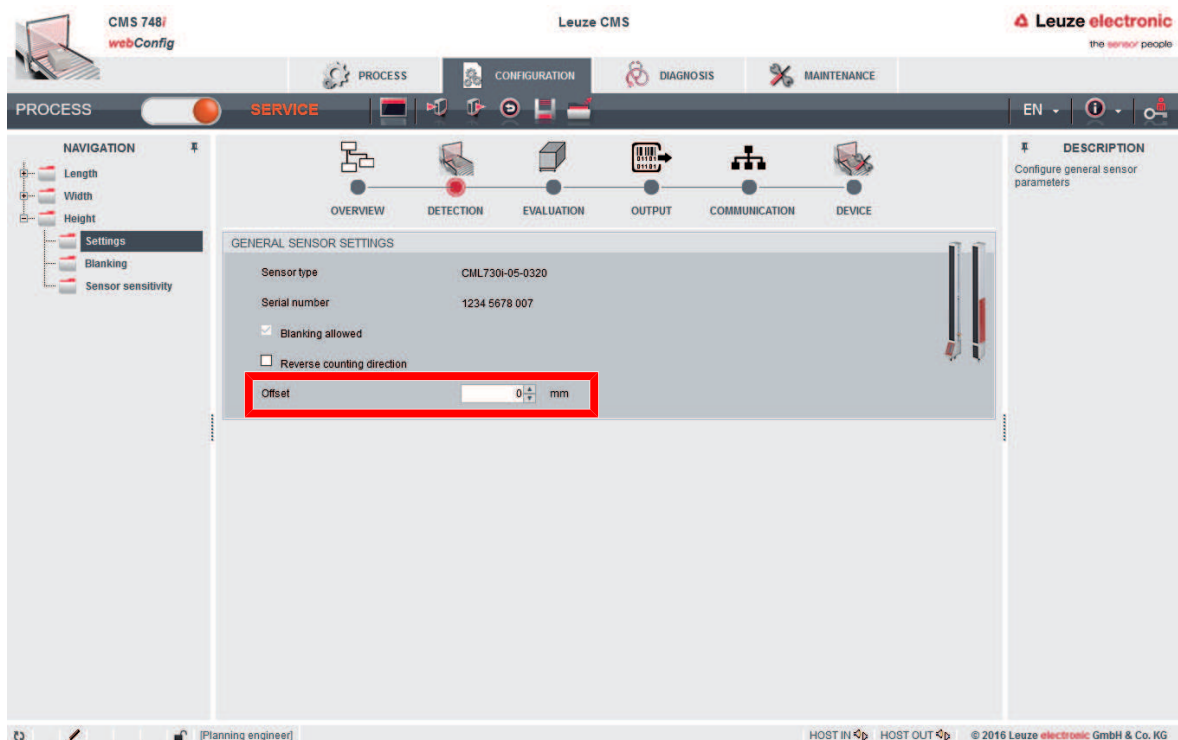 CMS 748i
webConfig
Leuze CMS
Leuze electronic
the sensor people
PROCESS
CONFIGURATION
DIAGNOSIS
MAINTENANCE
PROCESS
SERVICE
EN
NAVIGATION
Length
Width
Height
Settings
Blanking
Sensor sensitivity
OVERVIEW
DETECTION
EVALUATION
OUTPUT
COMMUNICATION
DEVICE
GENERAL SENSOR SETTINGS
Sensor type CML730i-05-0320
Serial number 1234 5678 007
Blanking allowed
Reverse counting direction
Offset 0 mm
DESCRIPTION
Configure general sensor
parameters
[Planning engineer]
HOST IN
HOST OUT
© 2016 Leuze electronic GmbH & Co. KG